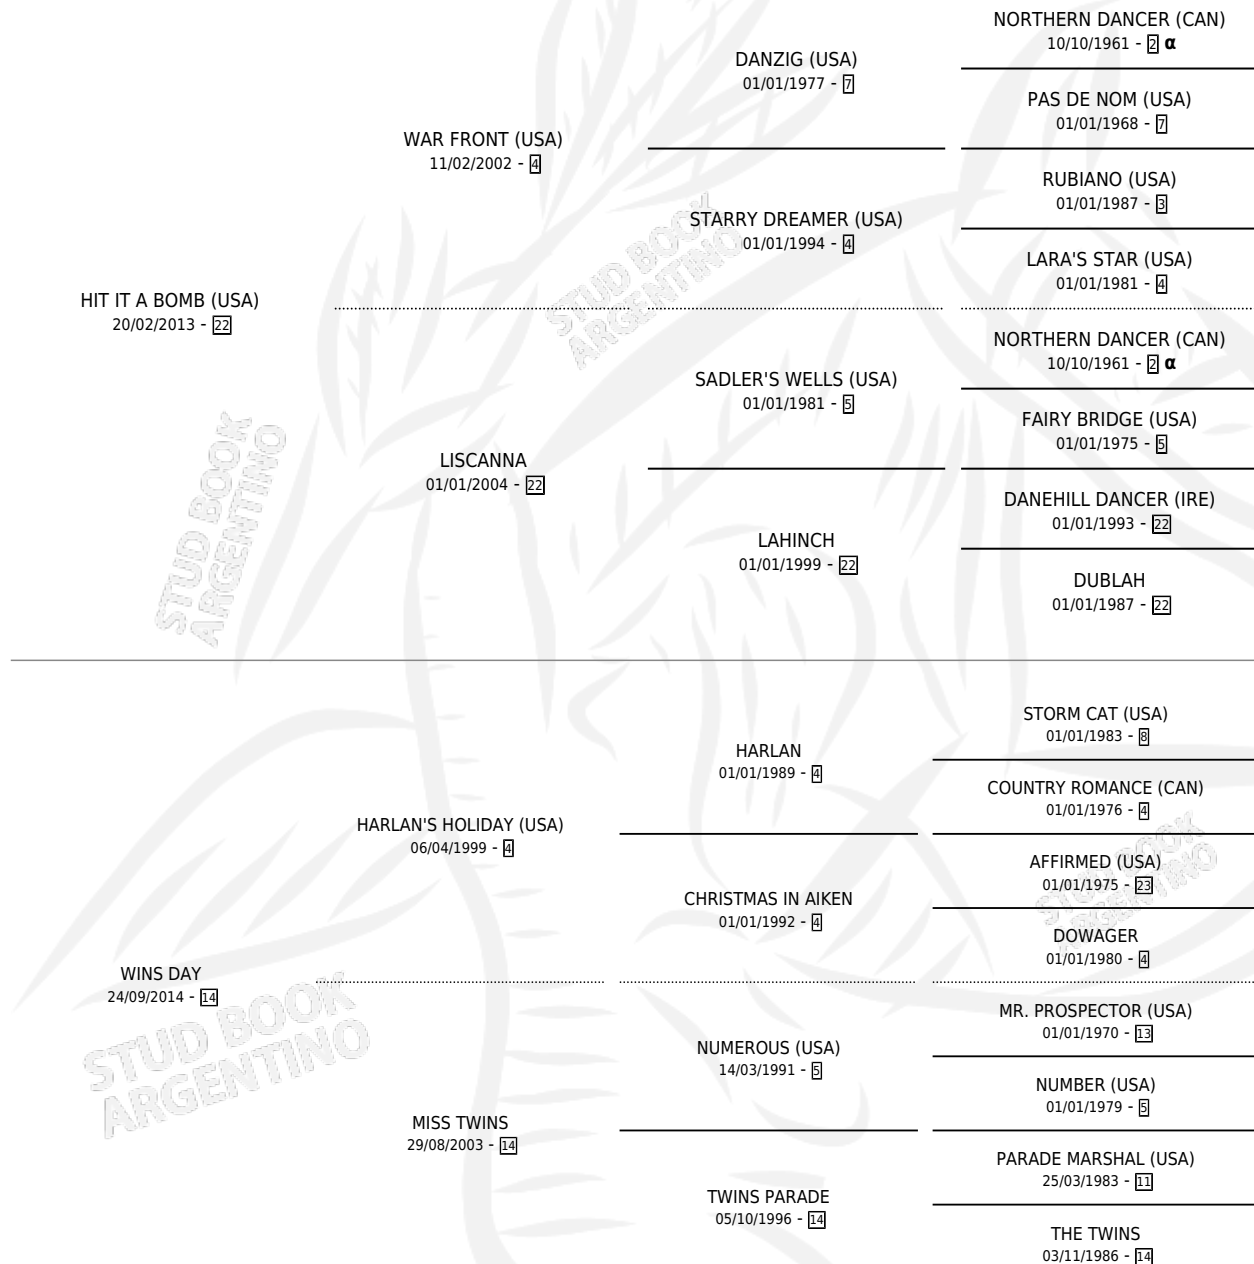 NORTHERN DANCER (CAN)
10/10/1961 - 2 α
DANZIG (USA)
01/01/1977 - 7
PAS DE NOM (USA)
01/01/1968 - 7
WAR FRONT (USA)
11/02/2002 - 4
RUBIANO (USA)
01/01/1987 - 3
STARRY DREAMER (USA)
01/01/1994 - 4
LARA'S STAR (USA)
01/01/1981 - 4
HIT IT A BOMB (USA)
20/02/2013 - 22
NORTHERN DANCER (CAN)
10/10/1961 - 2 α
SADLER'S WELLS (USA)
01/01/1981 - 5
FAIRY BRIDGE (USA)
01/01/1975 - 5
LISCANNA
01/01/2004 - 22
DANEHILL DANCER (IRE)
01/01/1993 - 22
LAHINCH
01/01/1999 - 22
DUBLAH
01/01/1987 - 22
STORM CAT (USA)
01/01/1983 - 8
HARLAN
01/01/1989 - 4
COUNTRY ROMANCE (CAN)
01/01/1976 - 4
HARLAN'S HOLIDAY (USA)
06/04/1999 - 4
AFFIRMED (USA)
01/01/1975 - 23
CHRISTMAS IN AIKEN
01/01/1992 - 4
DOWAGER
01/01/1980 - 4
WINS DAY
24/09/2014 - 14
MR. PROSPECTOR (USA)
01/01/1970 - 13
NUMEROUS (USA)
14/03/1991 - 5
NUMBER (USA)
01/01/1979 - 5
MISS TWINS
29/08/2003 - 14
PARADE MARSHAL (USA)
25/03/1983 - 11
TWINS PARADE
05/10/1996 - 14
THE TWINS
03/11/1986 - 14
STUD BOOK
ARGENTINO
STUD BOOK
ARGENTINO
STUD BOOK
ARGENTINO
STUD BOOK
ARGENTINO